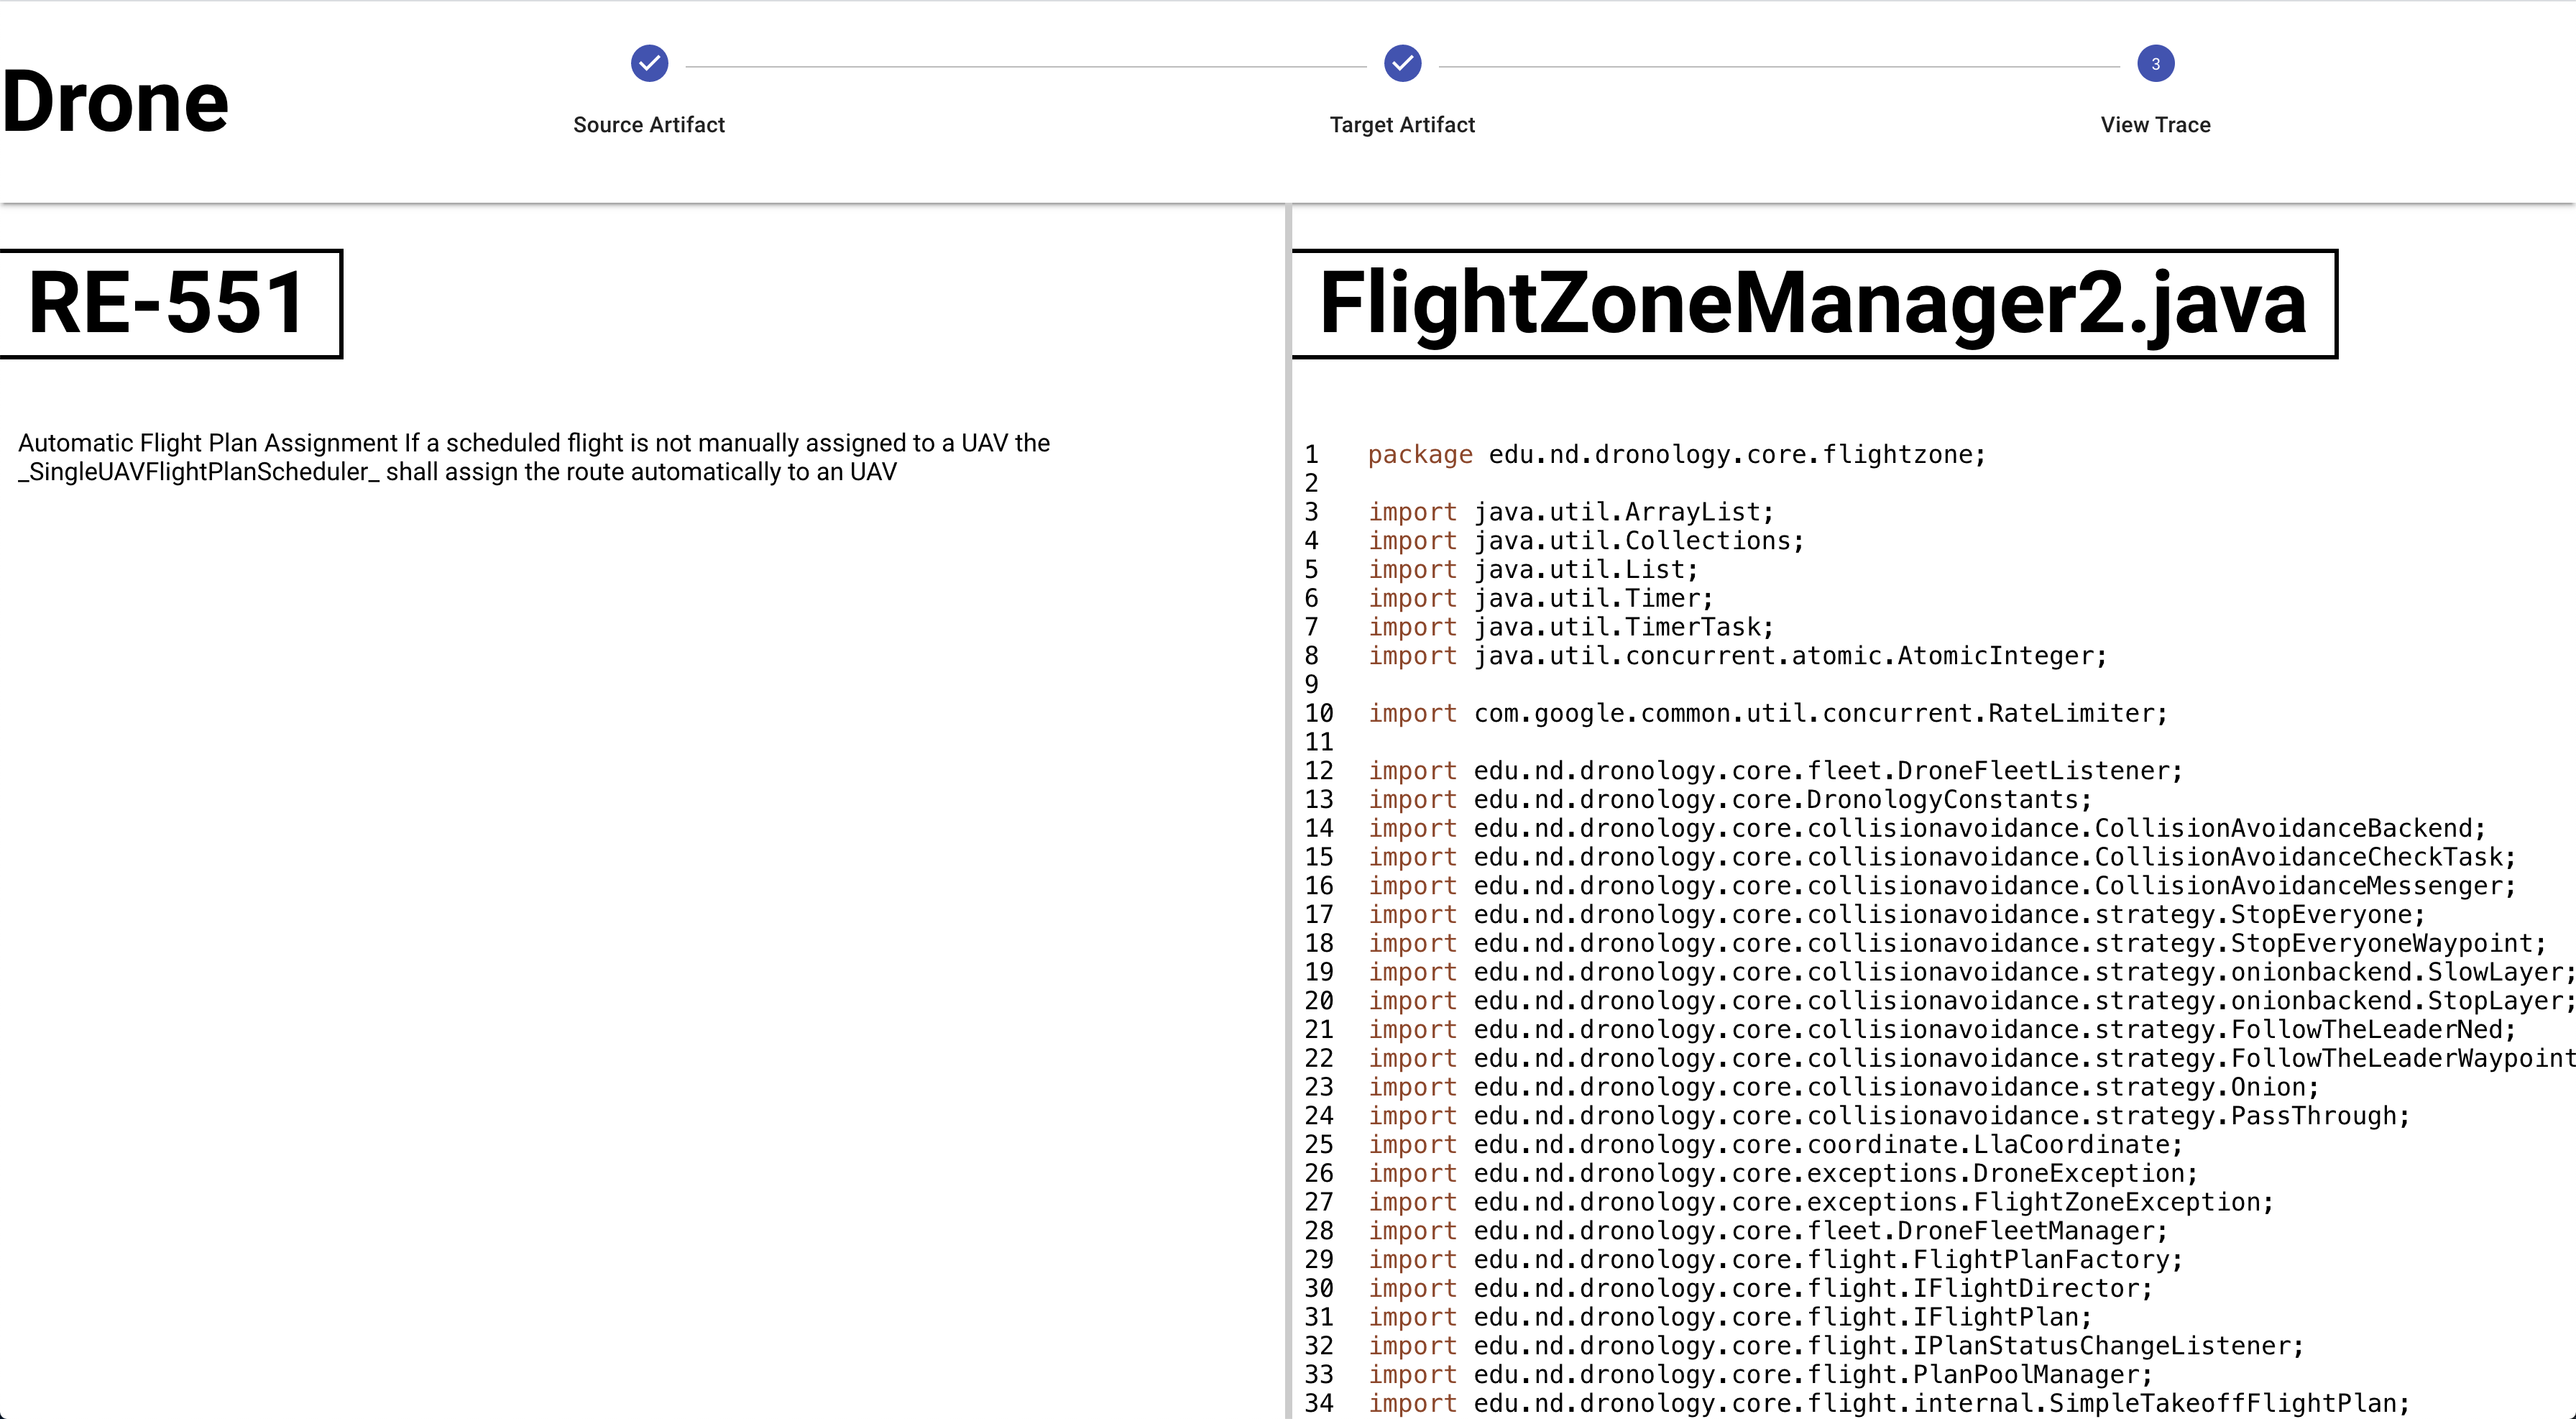 Drone
Source Artifact
Target Artifact
3
View Trace
RE-551
Automatic Flight Plan Assignment If a scheduled flight is not manually assigned to a UAV the
_SingleUAVFlightPlanScheduler_ shall assign the route automatically to an UAV
FlightZoneManager2.java
1 package edu.nd.dronology.core.flightzone;
2
3 import java.util.ArrayList;
4 import java.util.Collections;
5 import java.util.List;
6 import java.util.Timer;
7 import java.util.TimerTask;
8 import java.util.concurrent.atomic.AtomicInteger;
9
10 import com.google.common.util.concurrent.RateLimiter;
11
12 import edu.nd.dronology.core.fleet.DroneFleetListener;
13 import edu.nd.dronology.core.DronologyConstants;
14 import edu.nd.dronology.core.collisionavoidance.CollisionAvoidanceBackend;
15 import edu.nd.dronology.core.collisionavoidance.CollisionAvoidanceCheckTask;
16 import edu.nd.dronology.core.collisionavoidance.CollisionAvoidanceMessenger;
17 import edu.nd.dronology.core.collisionavoidance.strategy.StopEveryone;
18 import edu.nd.dronology.core.collisionavoidance.strategy.StopEveryoneWaypoint;
19 import edu.nd.dronology.core.collisionavoidance.strategy.onionbackend.SlowLayer;
20 import edu.nd.dronology.core.collisionavoidance.strategy.onionbackend.StopLayer;
21 import edu.nd.dronology.core.collisionavoidance.strategy.FollowTheLeaderNed;
22 import edu.nd.dronology.core.collisionavoidance.strategy.FollowTheLeaderWaypoint
23 import edu.nd.dronology.core.collisionavoidance.strategy.Onion;
24 import edu.nd.dronology.core.collisionavoidance.strategy.PassThrough;
25 import edu.nd.dronology.core.coordinate.LlaCoordinate;
26 import edu.nd.dronology.core.exceptions.DroneException;
27 import edu.nd.dronology.core.exceptions.FlightZoneException;
28 import edu.nd.dronology.core.fleet.DroneFleetManager;
29 import edu.nd.dronology.core.flight.FlightPlanFactory;
30 import edu.nd.dronology.core.flight.IFlightDirector;
31 import edu.nd.dronology.core.flight.IFlightPlan;
32 import edu.nd.dronology.core.flight.IPlanStatusChangeListener;
33 import edu.nd.dronology.core.flight.PlanPoolManager;
34 import edu.nd.dronology.core.flight.internal.SimpleTakeoffFlightPlan;